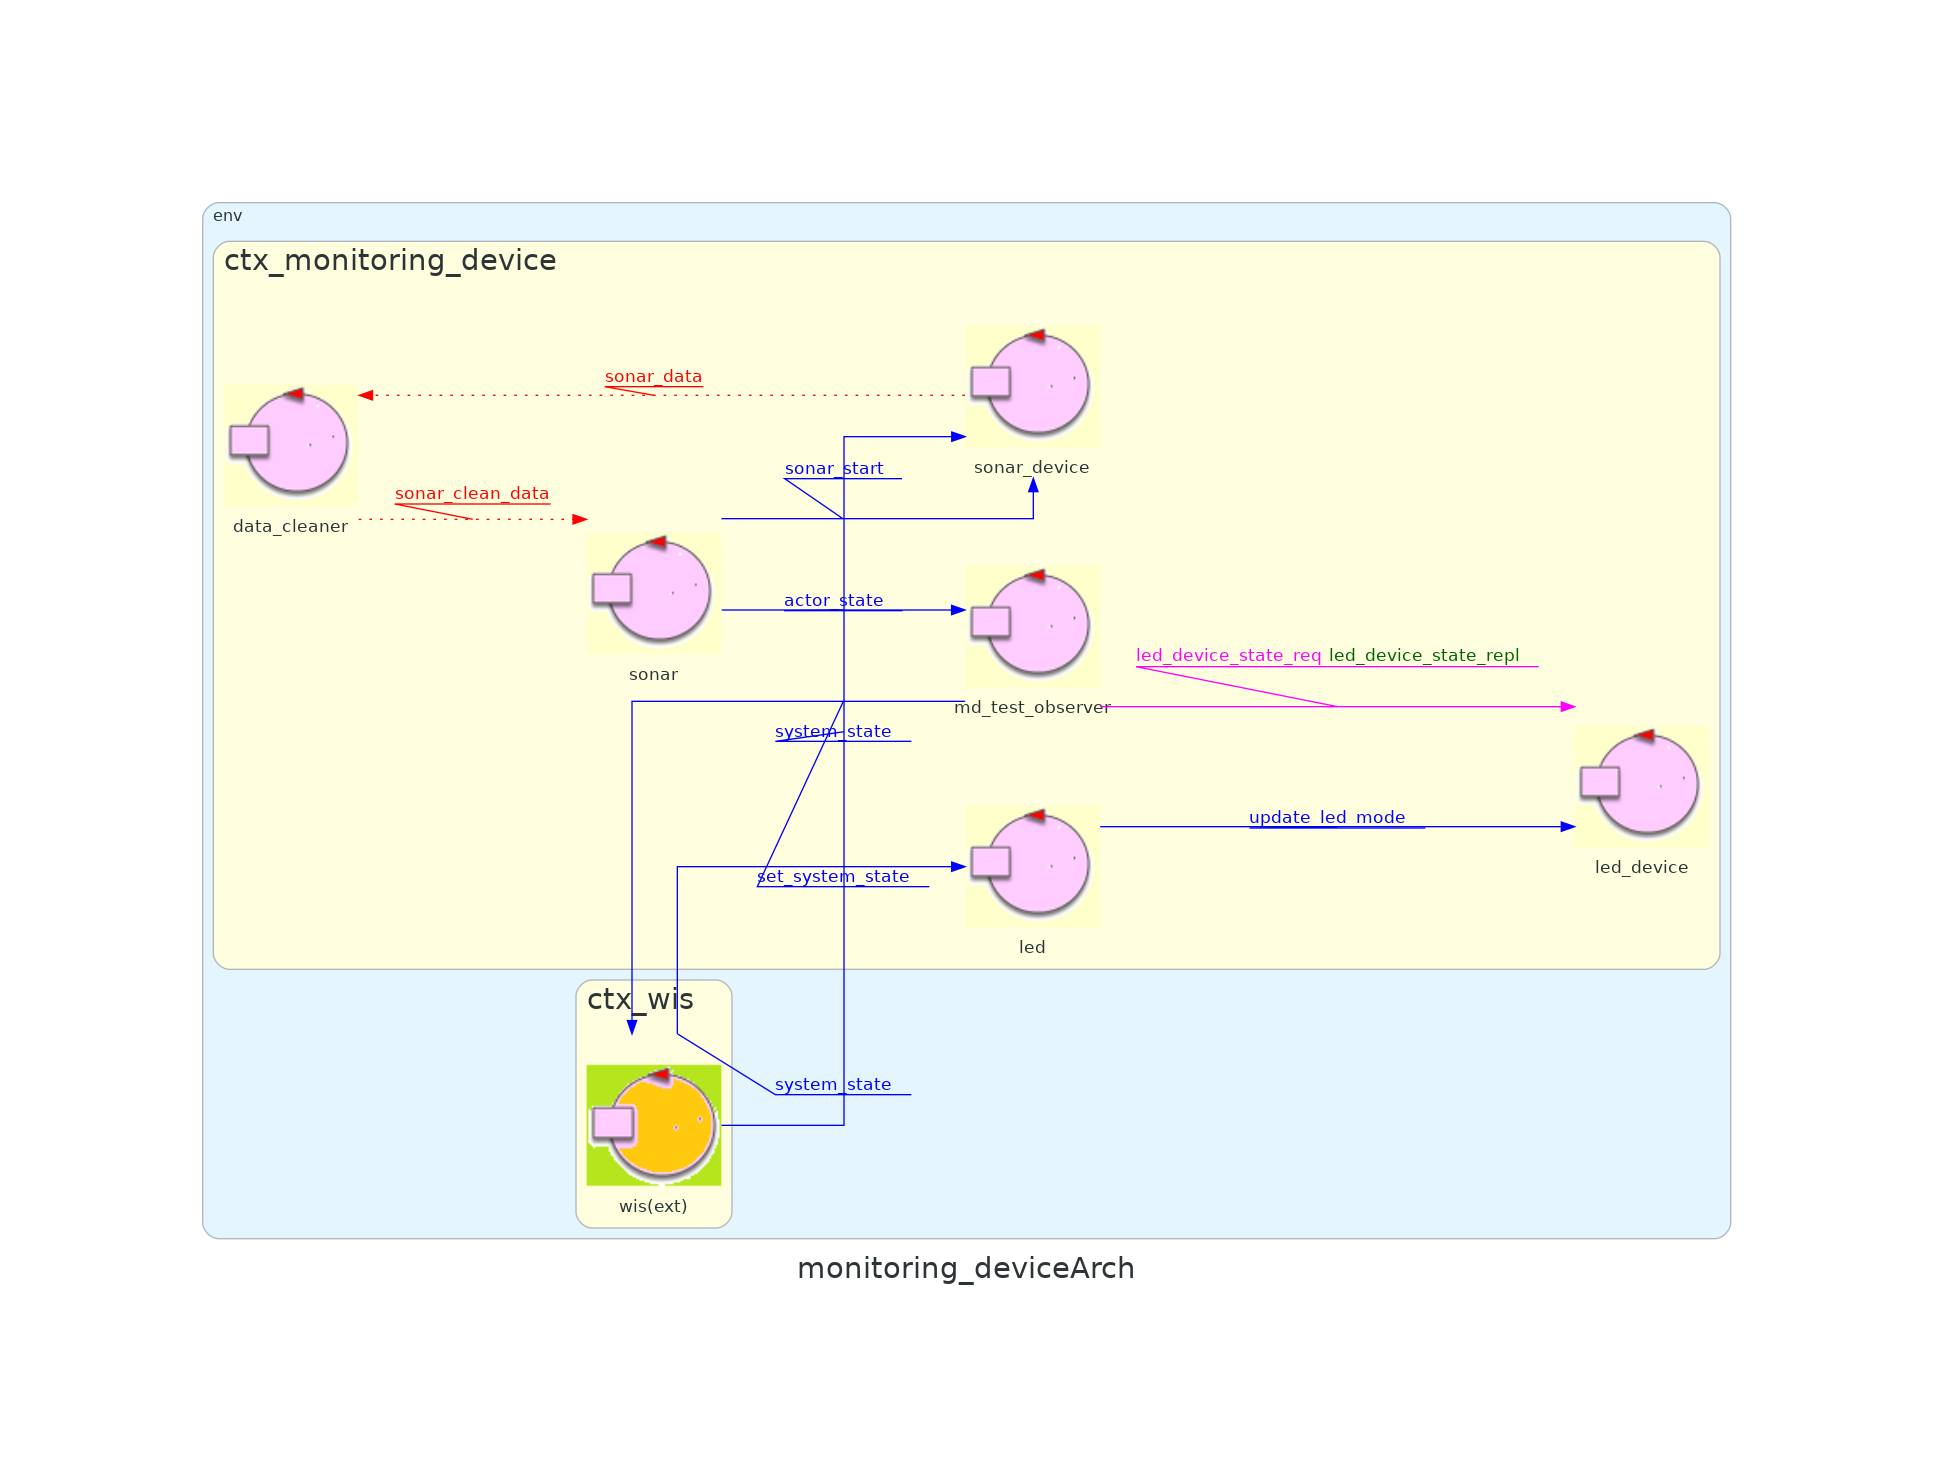 env
ctx_monitoring_device
sonar_data
sonar_start
sonar_device
sonar_clean_data
data_cleaner
actor_state
sonar
led_device_state_req led_device_state_repl
md_test_observer
system_state
update_led_mode
set_system_state
led_device
led
ctx_wis
system_state
wis(ext)
monitoring_deviceArch